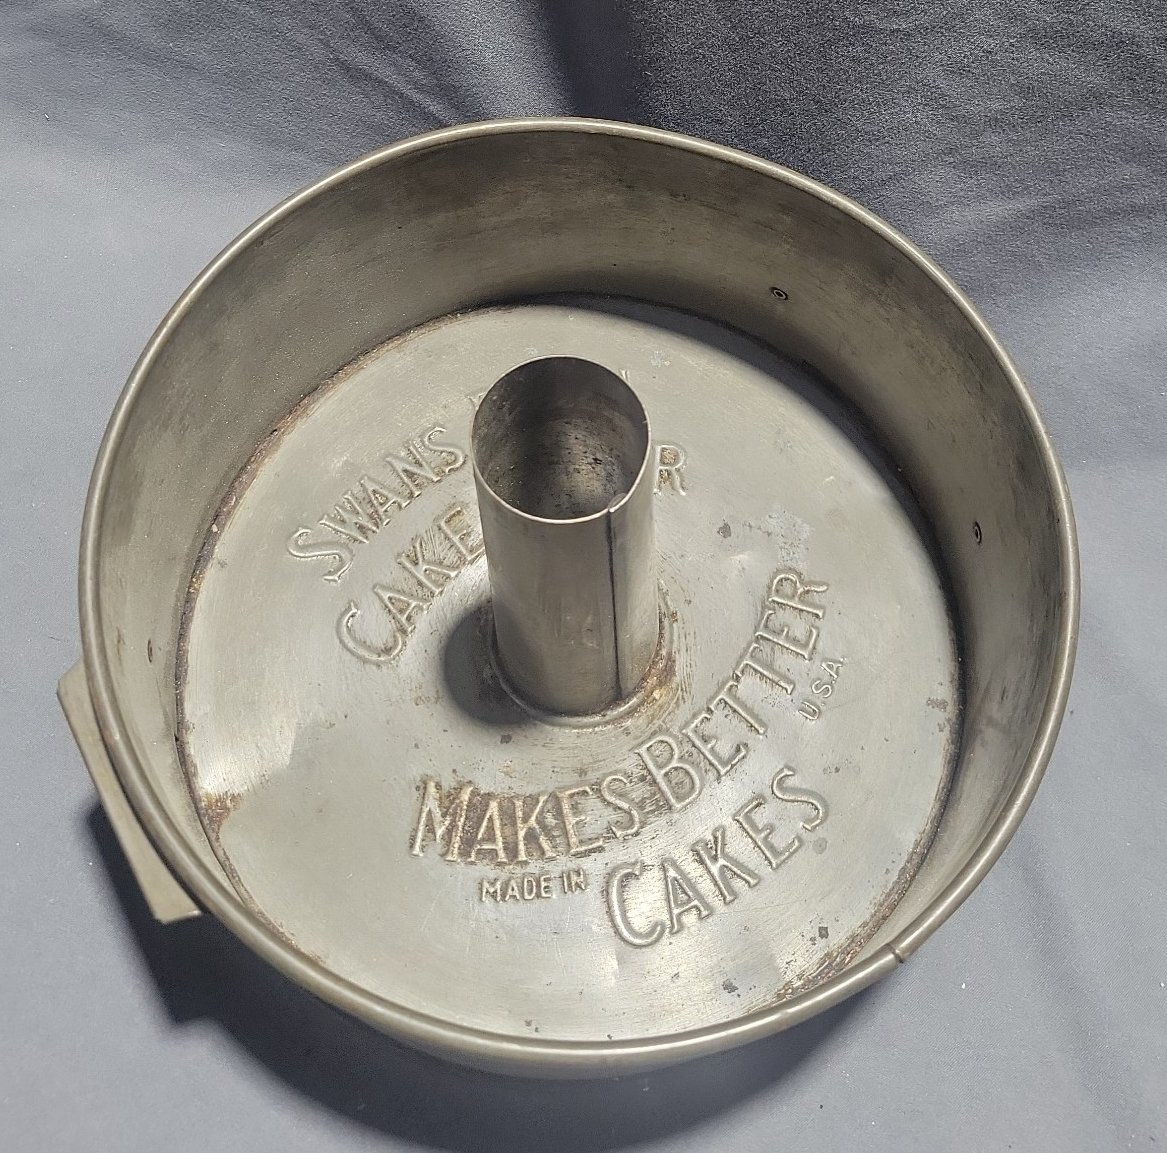 SWANS
CAKE R
MAKES BETTER
MADE IN U.S.A.
CAKES